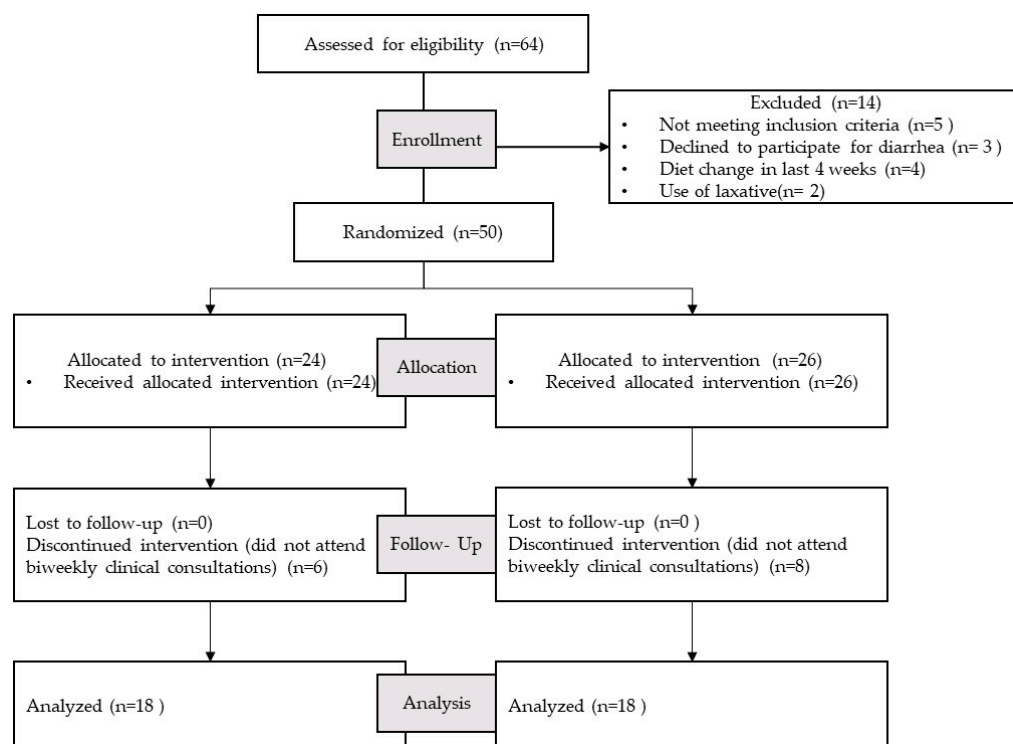 Assessed for eligibility (n=64)
Enrollment
Excluded (n=14)
• Not meeting inclusion criteria (n=5 )
• Declined to participate for diarrhea (n= 3 )
• Diet change in last 4 weeks (n=4)
• Use of laxative(n= 2)
Randomized (n=50)
Allocated to intervention (n=24)
• Received allocated intervention (n=24)
Allocation
Allocated to intervention (n=26)
• Received allocated intervention (n=26)
Lost to follow-up (n=0)
Discontinued intervention (did not attend
biweekly clinical consultations) (n=6)
Follow- Up
Lost to follow-up (n=0 )
Discontinued intervention (did not attend
biweekly clinical consultations) (n=8)
Analyzed (n=18 )
Analysis
Analyzed (n=18 )